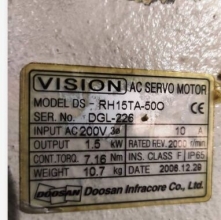 VISION AC SERVO MOTOR
MODEL DS - RH15TA-50O
SER. No. DGL-226
INPUT AC 200V. 3ø 10 A
OUTPUT 1.5 kW RATED REV. 2000 r/min
CONT.TORQ. 7.16 Nm INS. CLASS F IP65
WEIGHT 10.7 kg DATE 2006.12.29
DOOSAN Doosan Infracore Co., Ltd.